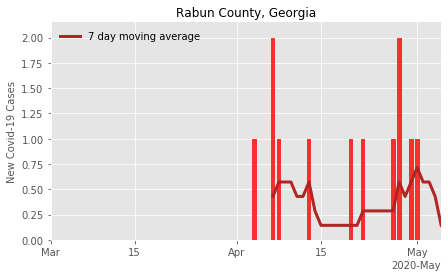 Rabun County, Georgia
7 day moving average
New Covid-19 Cases
2.00
1.75
1.50
1.25
1.00
0.75
0.50
0.25
0.00
Mar
15
Apr
15
May
2020-May